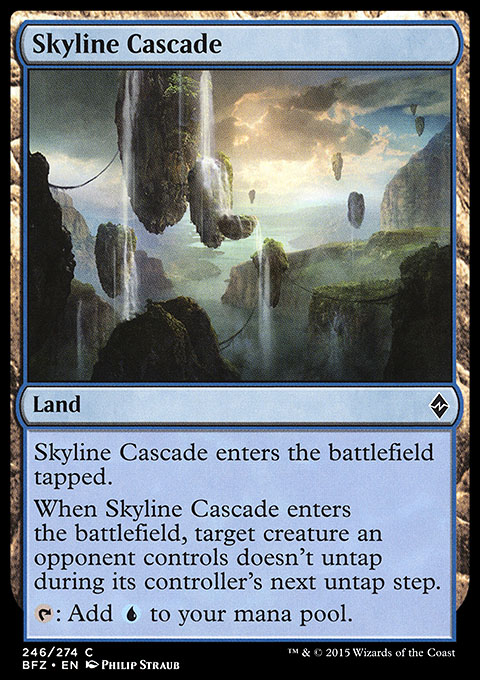 Skyline Cascade
Land
Skyline Cascade enters the battlefield
tapped.
When Skyline Cascade enters
the battlefield, target creature an
opponent controls doesn't untap
during its controller's next untap step.
: Add to your mana pool.
246/274 C
BFZ • EN Philip Straub
™ & © 2015 Wizards of the Coast